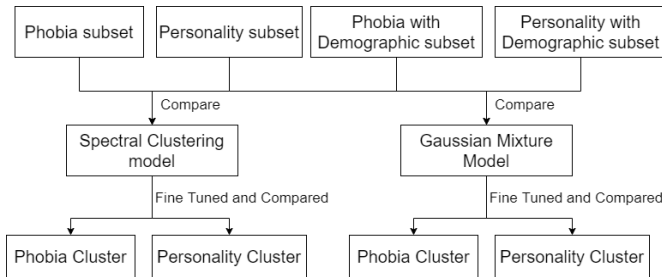 Phobia subset
Personality subset
Phobia with
Demographic subset
Personality with
Demographic subset
Compare
Compare
Spectral Clustering
model
Gaussian Mixture
Model
Fine Tuned and Compared
Fine Tuned and Compared
Phobia Cluster
Personality Cluster
Phobia Cluster
Personality Cluster